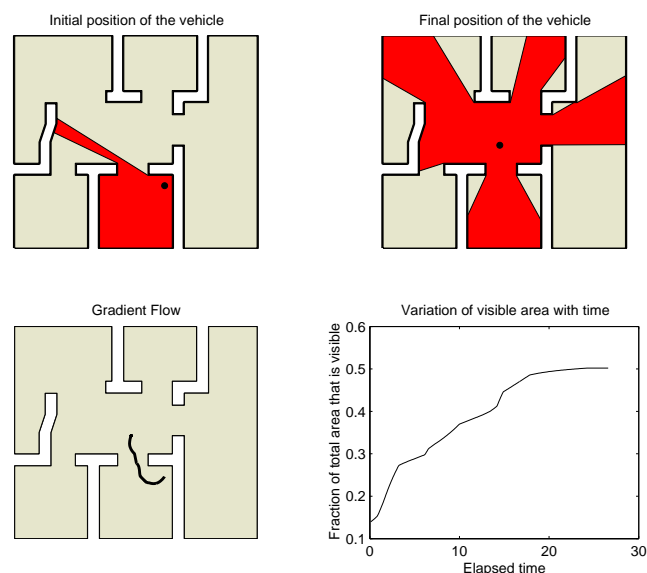 Initial position of the vehicle
Final position of the vehicle
Gradient Flow
Variation of visible area with time
Fraction of total area that is visible
0.6
0.5
0.4
0.3
0.2
0.1
0
10
20
30
Elapsed time